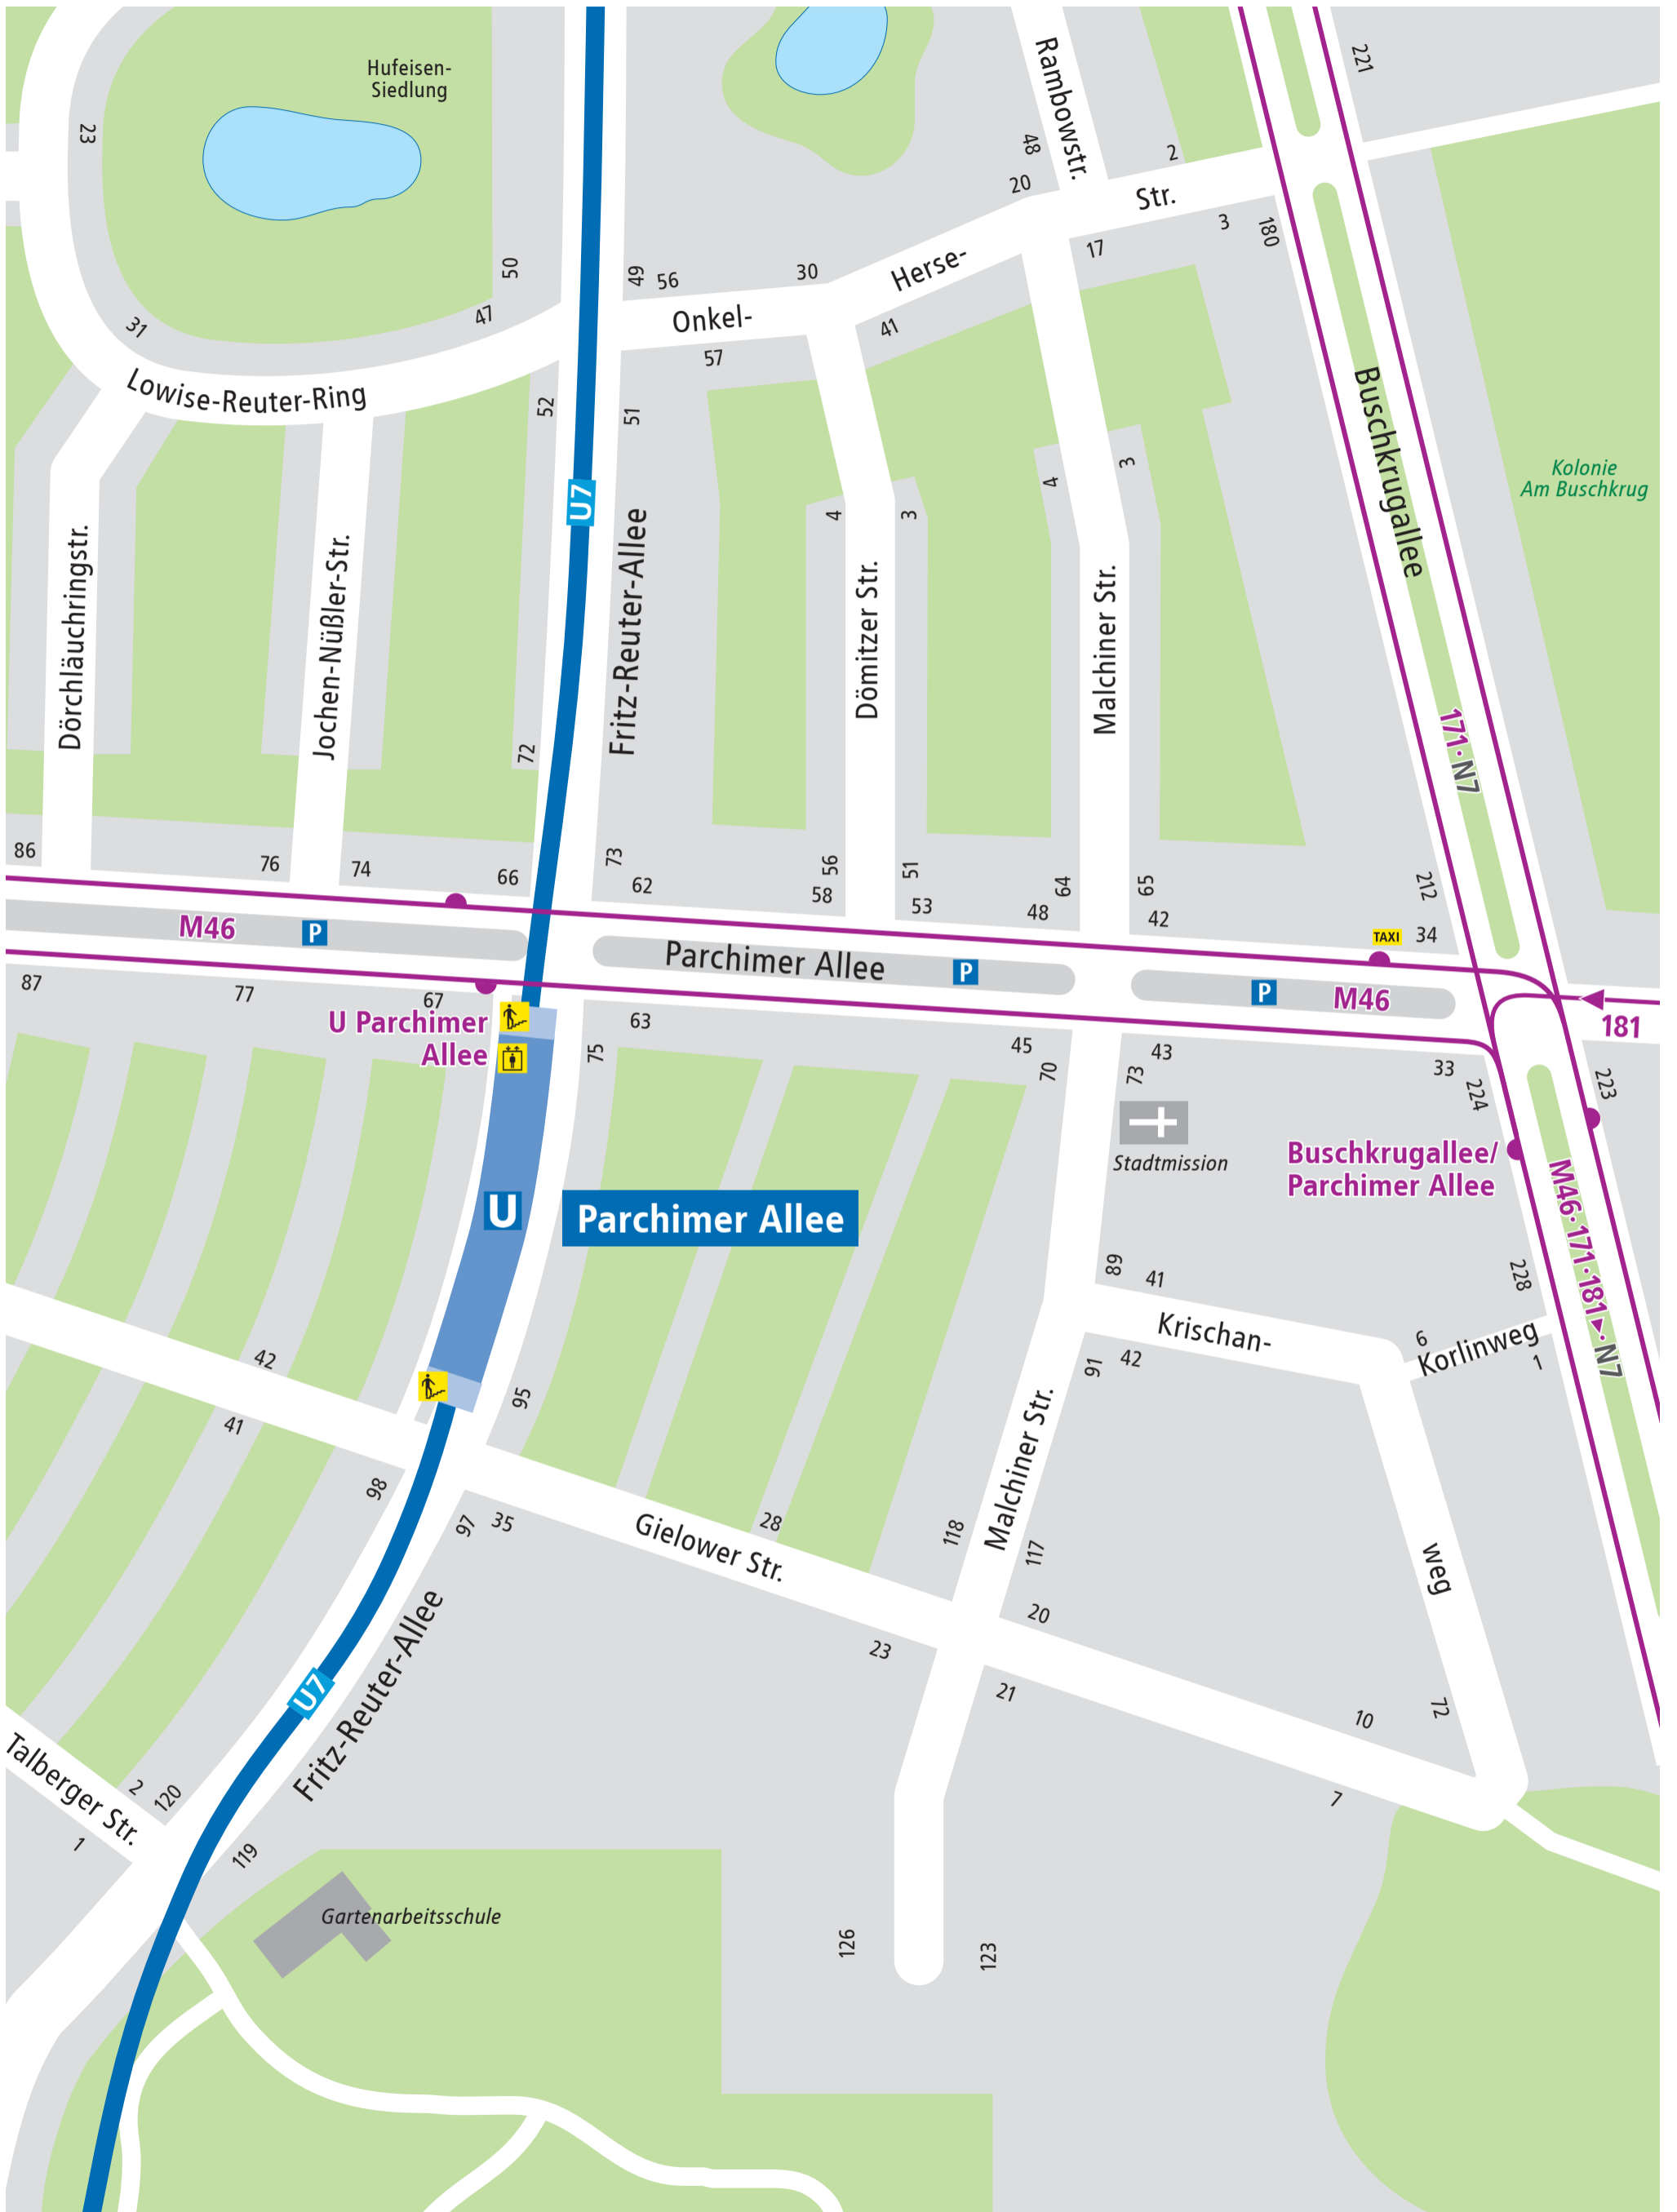 Hufeisen-
Siedlung
Rambowstr.
221
23
48
2
20
Str.
3
180
17
50
49
56
30
Herse-
31
47
Onkel-
41
57
Lowise-Reuter-Ring
52
51
Buschkrugallee
Kolonie
Am Buschkrug
U7
4
3
4
3
Dörchläuchringstr.
Jochen-Nüßler-Str.
Fritz-Reuter-Allee
Dömitzer Str.
Malchiner Str.
72
171·N7
86
76
74
66
73
62
56
58
51
53
64
48
65
42
212
TAXI
34
M46
P
Parchimer Allee
P
P
M46
181
87
77
67
U Parchimer
Allee
63
75
45
70
73
43
33
224
223
Stadtmission
Buschkrugallee/
Parchimer Allee
U
Parchimer Allee
M46·171·181·N7
89
41
228
Krischan-
6
Korlinweg
1
42
91
42
41
95
98
97
35
Gielower Str.
28
118
Malchiner Str.
117
weg
20
23
21
10
72
7
U7
Fritz-Reuter-Allee
Talberger Str.
2
120
1
119
Gartenarbeitsschule
126
123